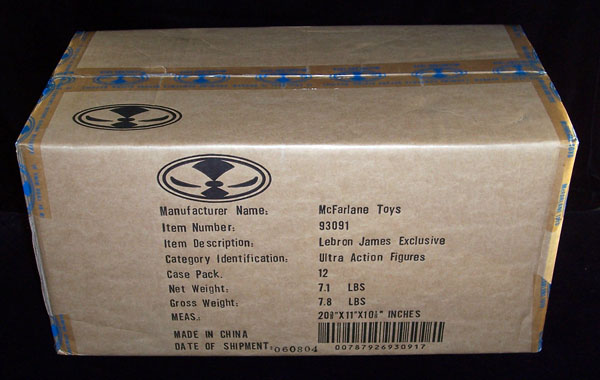 Manufacturer Name: McFarlane Toys
Item Number: 93091
Item Description: Lebron James Exclusive
Category Identification: Ultra Action Figures
Case Pack. 12
Net Weight: 7.1 LBS
Gross Weight: 7.8 LBS
MEAS.: INCHES
MADE IN CHINA
DATE OF SHIPMENT: 060804
00787926930917